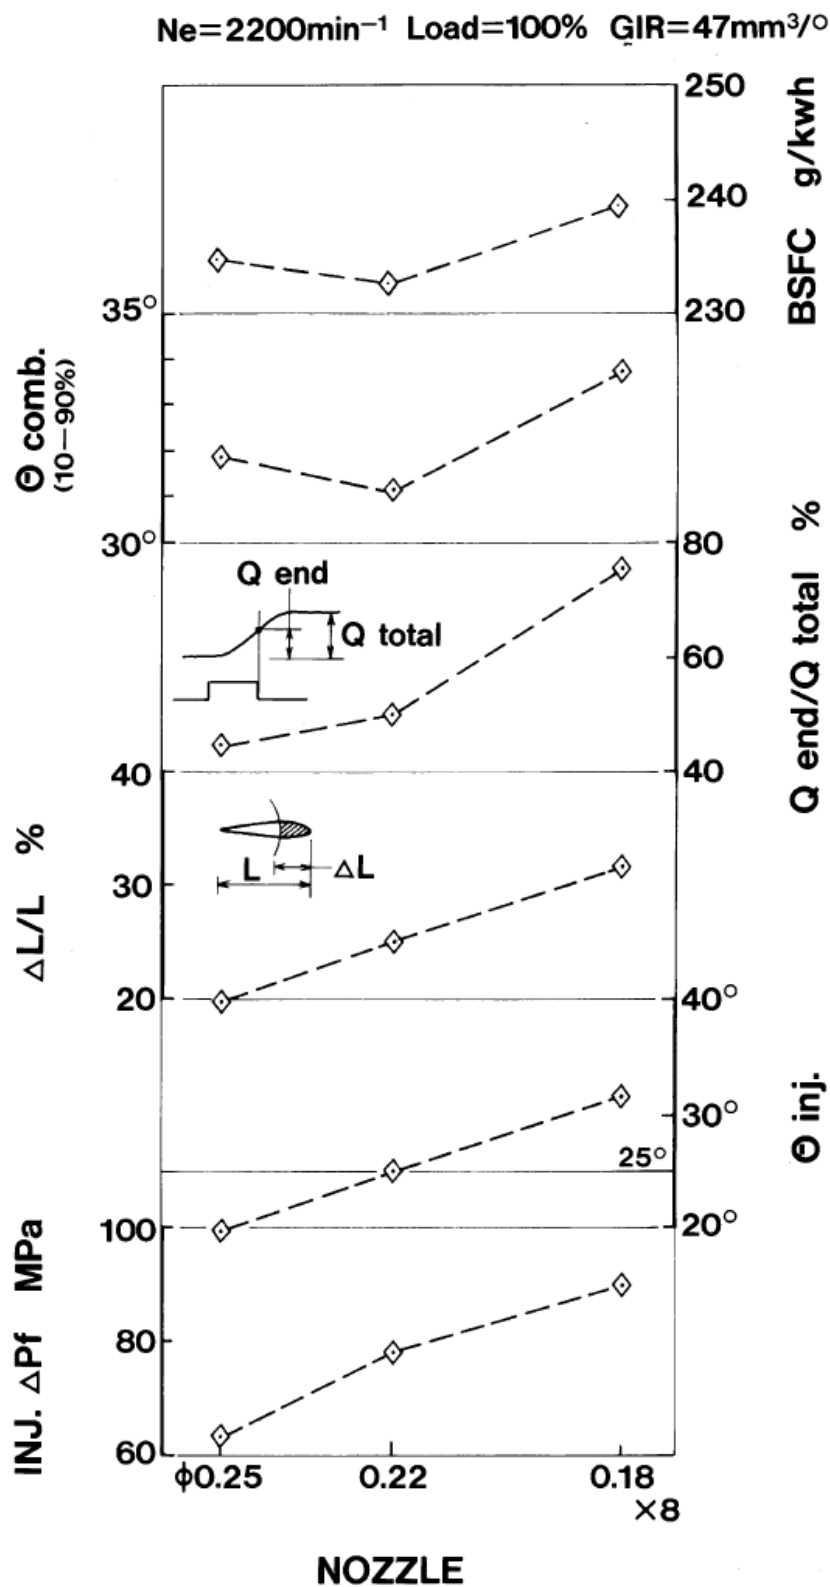 Ne=2200min⁻¹ Load=100% GIR=47mm³/°
250
240
230
BSFC g/kwh
35°
30°
Θ comb.
(10−90%)
80
60
40
Q end/Q total %
Q end
Q total
40
30
20
ΔL/L %
L
ΔL
40°
30°
25°
20°
Θ inj.
100
80
60
INJ. ΔPf MPa
ϕ0.25 0.22 0.18
×8
NOZZLE